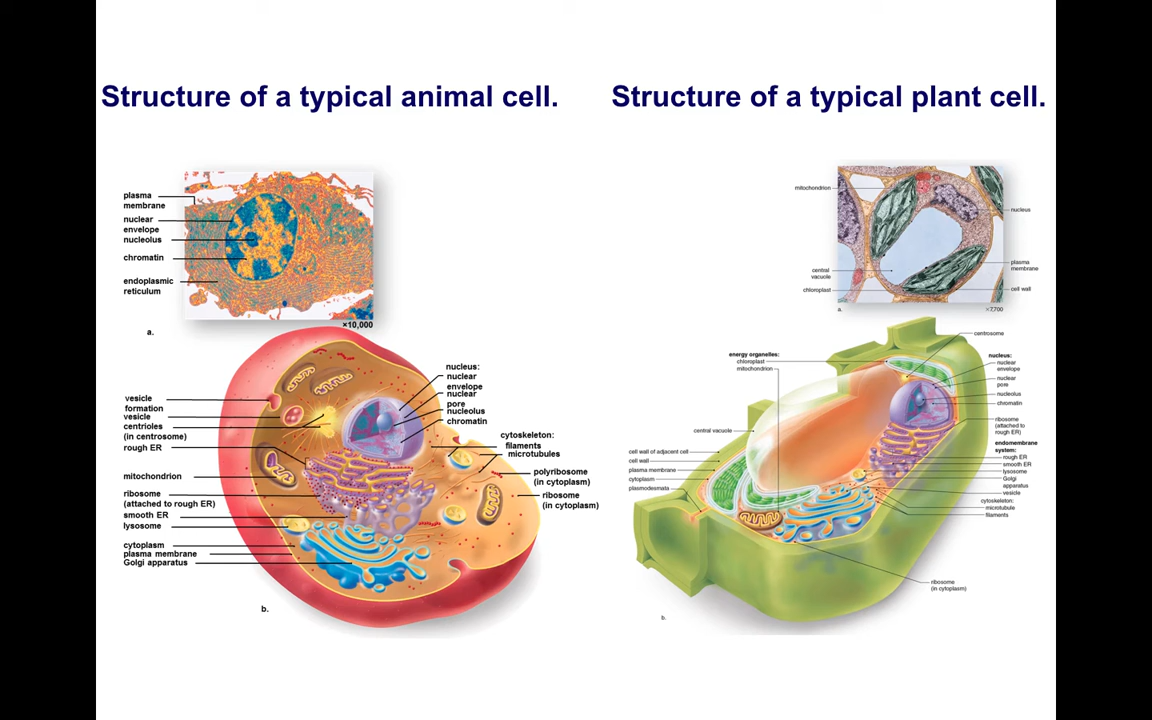 Structure of a typical animal cell.
plasma
membrane
nuclear
envelope
nucleolus
chromatin
endoplasmic
reticulum
×10,000
a.
vesicle
formation
vesicle
centrioles
(in centrosome)
rough ER
mitochondrion
ribosome
(attached to rough ER)
smooth ER
lysosome
cytoplasm
plasma membrane
Golgi apparatus
nucleus:
nuclear
envelope
nuclear
pore
nucleolus
chromatin
cytoskeleton:
filaments
microtubules
polyribosome
(in cytoplasm)
ribosome
(in cytoplasm)
b.
Structure of a typical plant cell.
mitochondrion
central
vacuole
chloroplast
nucleus
plasma
membrane
cell wall
a.
×7,700
energy organelles:
chloroplast
mitochondrion
central vacuole
cell wall of adjacent cell
cell wall
plasma membrane
cytoplasm
plasmodesmata
centrosome
nucleus:
nuclear
envelope
nuclear
pore
nucleolus
chromatin
ribosome
(attached to
rough ER)
endomembrane
system:
rough ER
smooth ER
lysosome
Golgi
apparatus
vesicle
cytoskeleton:
microtubule
filaments
ribosome
(in cytoplasm)
b.